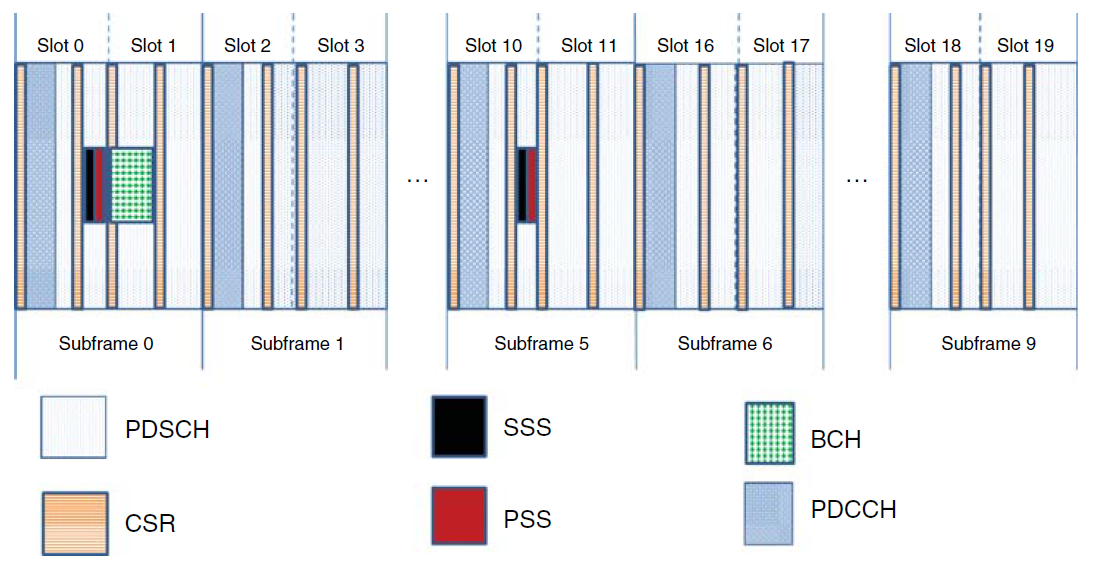 Slot 0 Slot 1 Slot 2 Slot 3 Slot 10 Slot 11 Slot 16 Slot 17 Slot 18 Slot 19
... ...
Subframe 0 Subframe 1 Subframe 5 Subframe 6 Subframe 9
PDSCH SSS BCH
CSR PSS PDCCH